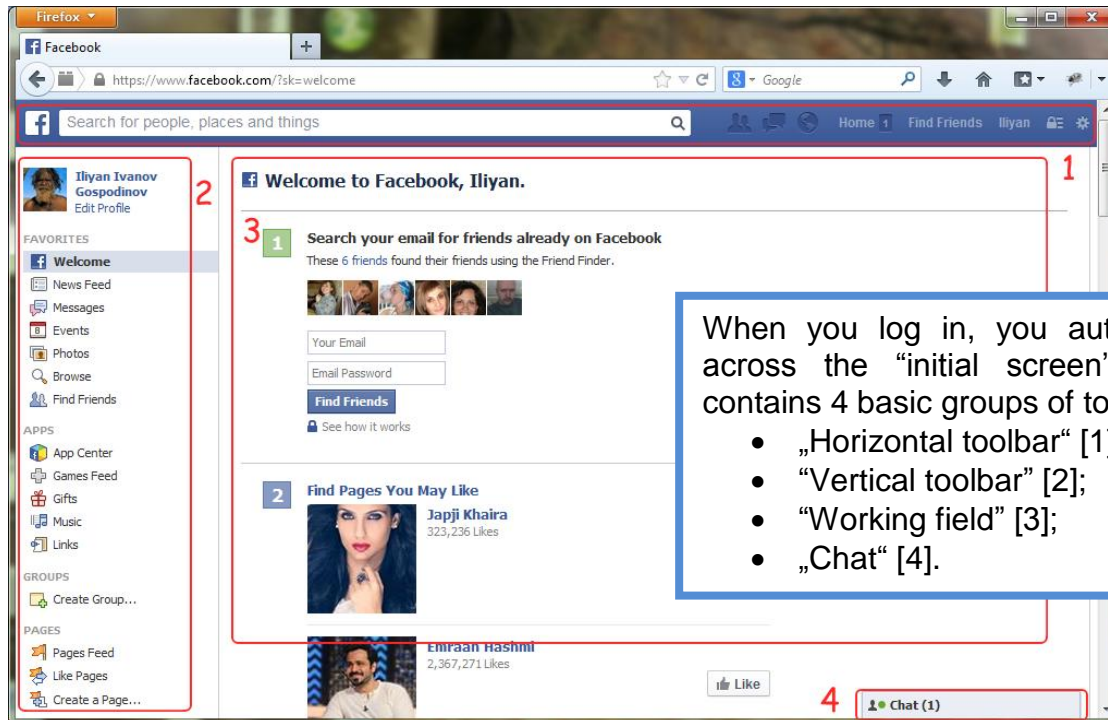 Firefox
Facebook
https://www.facebook.com/?sk=welcome
Google
Search for people, places and things
Home 1 Find Friends Iliyan
1
Iliyan Ivanov
Gospodinov
Edit Profile
2
FAVORITES
Welcome
News Feed
Messages
Events
Photos
Browse
Find Friends
APPS
App Center
Games Feed
Gifts
Music
Links
GROUPS
Create Group...
PAGES
Pages Feed
Like Pages
Create a Page...
Welcome to Facebook, Iliyan.
3
1
Search your email for friends already on Facebook
These 6 friends found their friends using the Friend Finder.
Your Email
Email Password
Find Friends
See how it works
2
Find Pages You May Like
Japji Khaira
323,236 Likes
Emraan Hashmi
2,367,271 Likes
Like
When you log in, you aut
across the “initial screen”
contains 4 basic groups of to
• „Horizontal toolbar“ [1]
• “Vertical toolbar” [2];
• “Working field” [3];
• „Chat“ [4].
4
Chat (1)